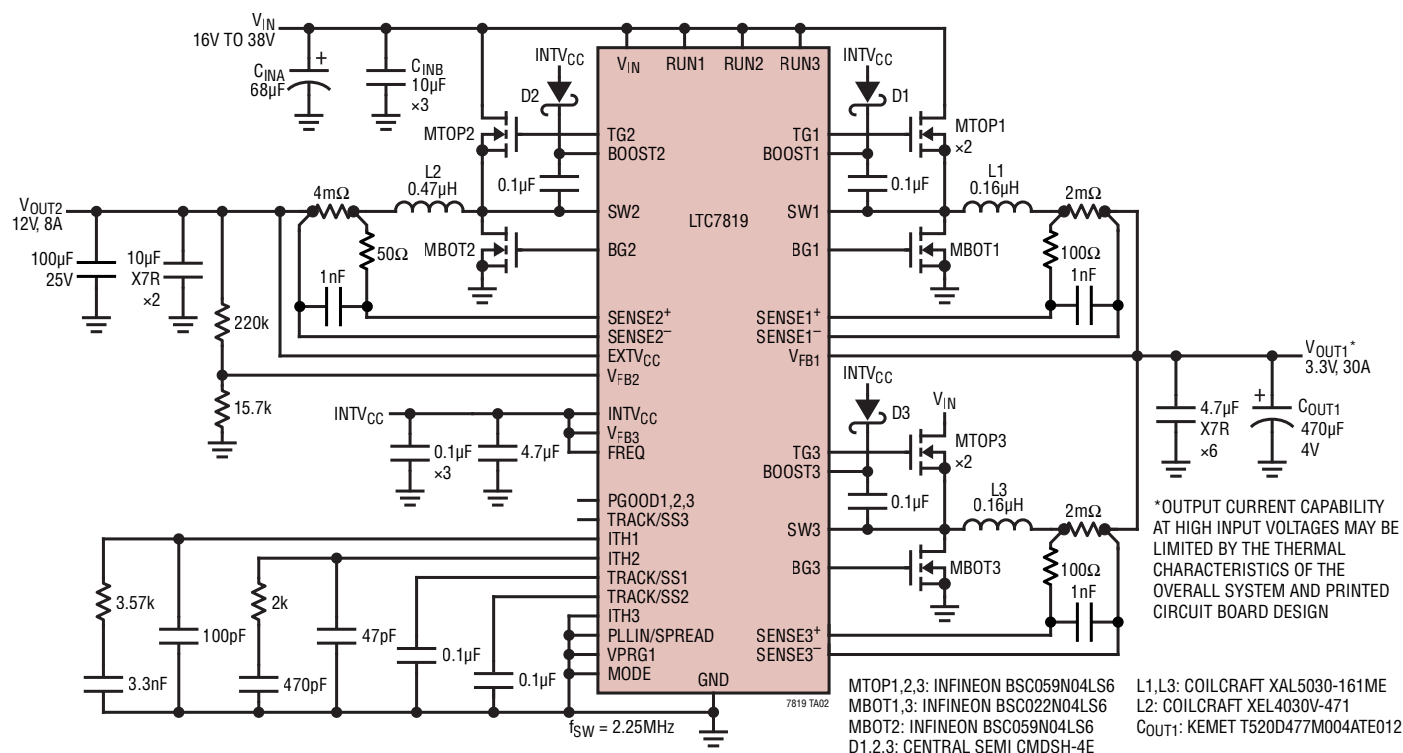 VIN
16V TO 38V
CINA
68µF
+
CINB
10µF
×3
INTVCC
D2
MTOP2
VIN
RUN1
RUN2
RUN3
INTVCC
D1
MTOP1
×2
TG2
BOOST2
TG1
BOOST1
0.1µF
0.1µF
VOUT2
12V, 8A
4mΩ
L2
0.47µH
SW2
LTC7819
SW1
L1
0.16µH
2mΩ
50Ω
MBOT2
BG2
BG1
MBOT1
100Ω
100µF
25V
10µF
X7R
×2
1nF
1nF
220k
SENSE2+
SENSE2–
EXTVCC
VFB2
SENSE1+
SENSE1–
VFB1
VOUT1*
3.3V, 30A
15.7k
INTVCC
INTVCC
VFB3
FREQ
0.1µF
×3
4.7µF
INTVCC
D3
VIN
MTOP3
×2
TG3
BOOST3
0.1µF
4.7µF
X7R
×6
+
COUT1
470µF
4V
PGOOD1,2,3
TRACK/SS3
ITH1
ITH2
TRACK/SS1
TRACK/SS2
ITH3
PLLIN/SPREAD
VPRG1
MODE
SW3
L3
0.16µH
2mΩ
BG3
MBOT3
100Ω
1nF
SENSE3+
SENSE3–
*OUTPUT CURRENT CAPABILITY
AT HIGH INPUT VOLTAGES MAY BE
LIMITED BY THE THERMAL
CHARACTERISTICS OF THE
OVERALL SYSTEM AND PRINTED
CIRCUIT BOARD DESIGN
3.57k
100pF
2k
47pF
3.3nF
470pF
0.1µF
0.1µF
GND
7819 TA02
fSW = 2.25MHz
MTOP1,2,3: INFINEON BSC059N04LS6
MBOT1,3: INFINEON BSC022N04LS6
MBOT2: INFINEON BSC059N04LS6
D1,2,3: CENTRAL SEMI CMDSH-4E
L1,L3: COILCRAFT XAL5030-161ME
L2: COILCRAFT XEL4030V-471
COUT1: KEMET T520D477M004ATE012